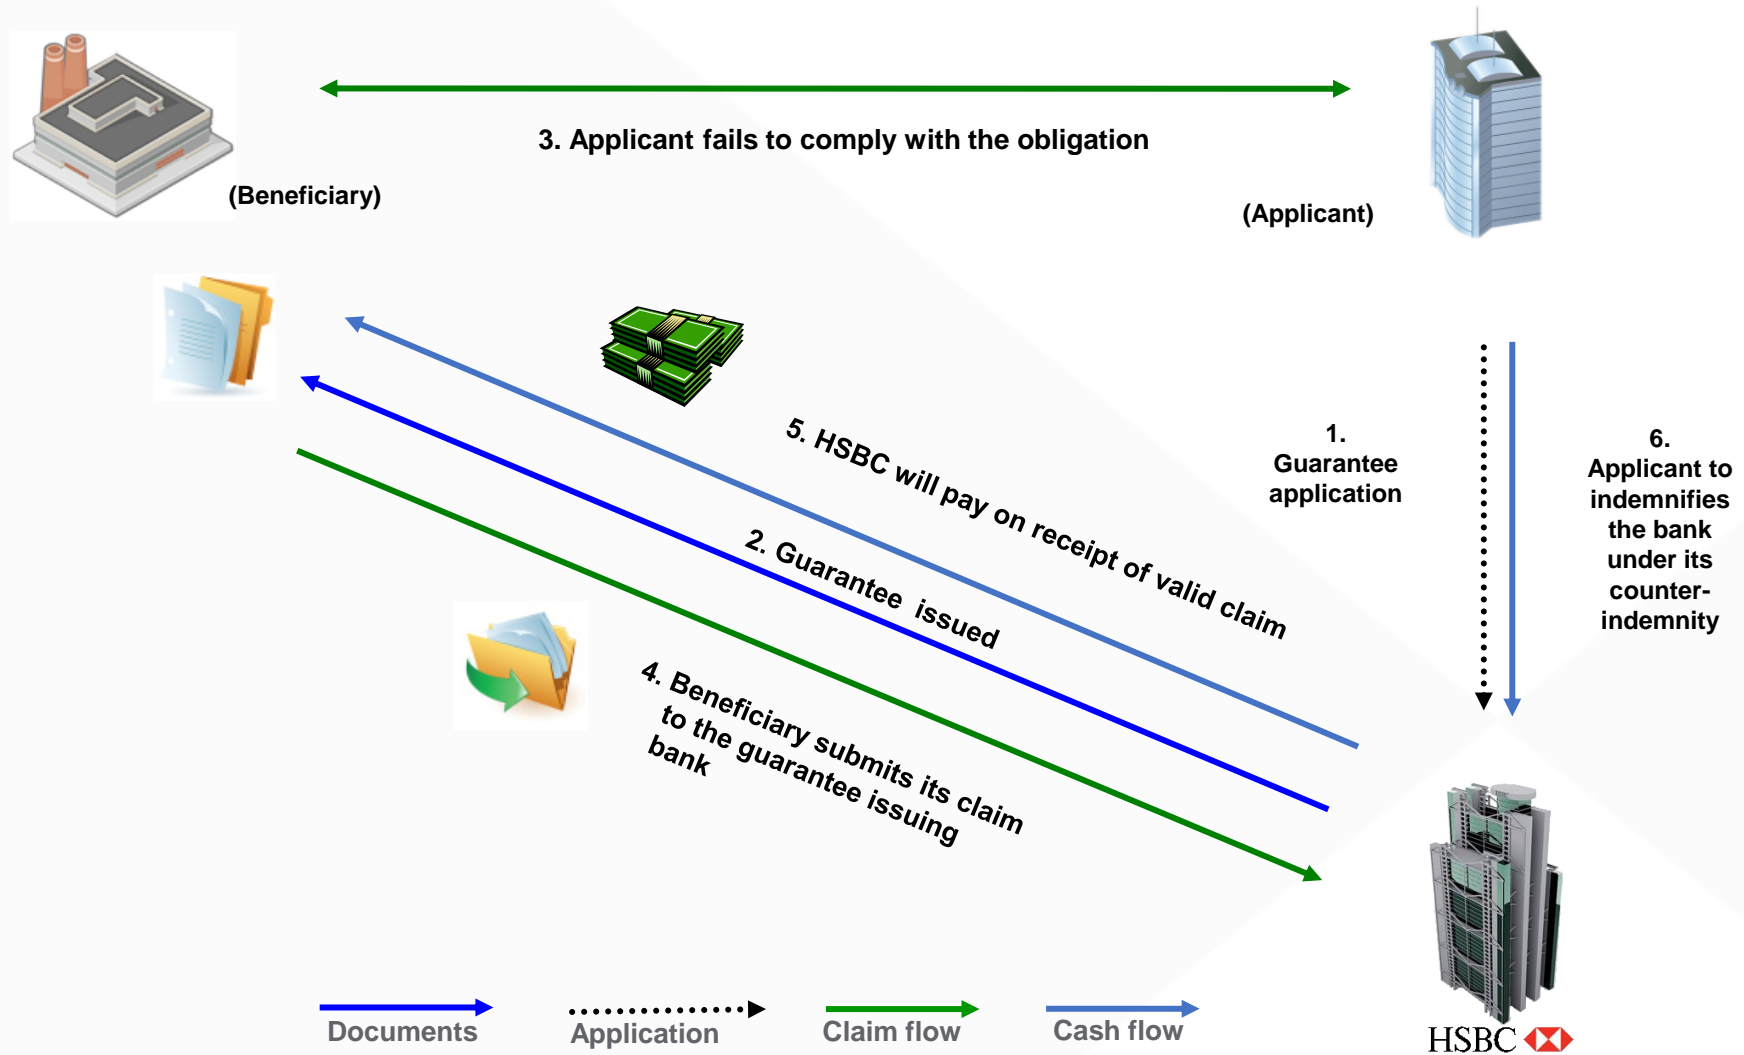 3. Applicant fails to comply with the obligation
(Beneficiary)
(Applicant)
5. HSBC will pay on receipt of valid claim
1.
Guarantee
application
6.
Applicant to
indemnifies
the bank
under its
counter-
indemnity
2. Guarantee issued
4. Beneficiary submits its claim
to the guarantee issuing
bank
Documents
Application
Claim flow
Cash flow
HSBC